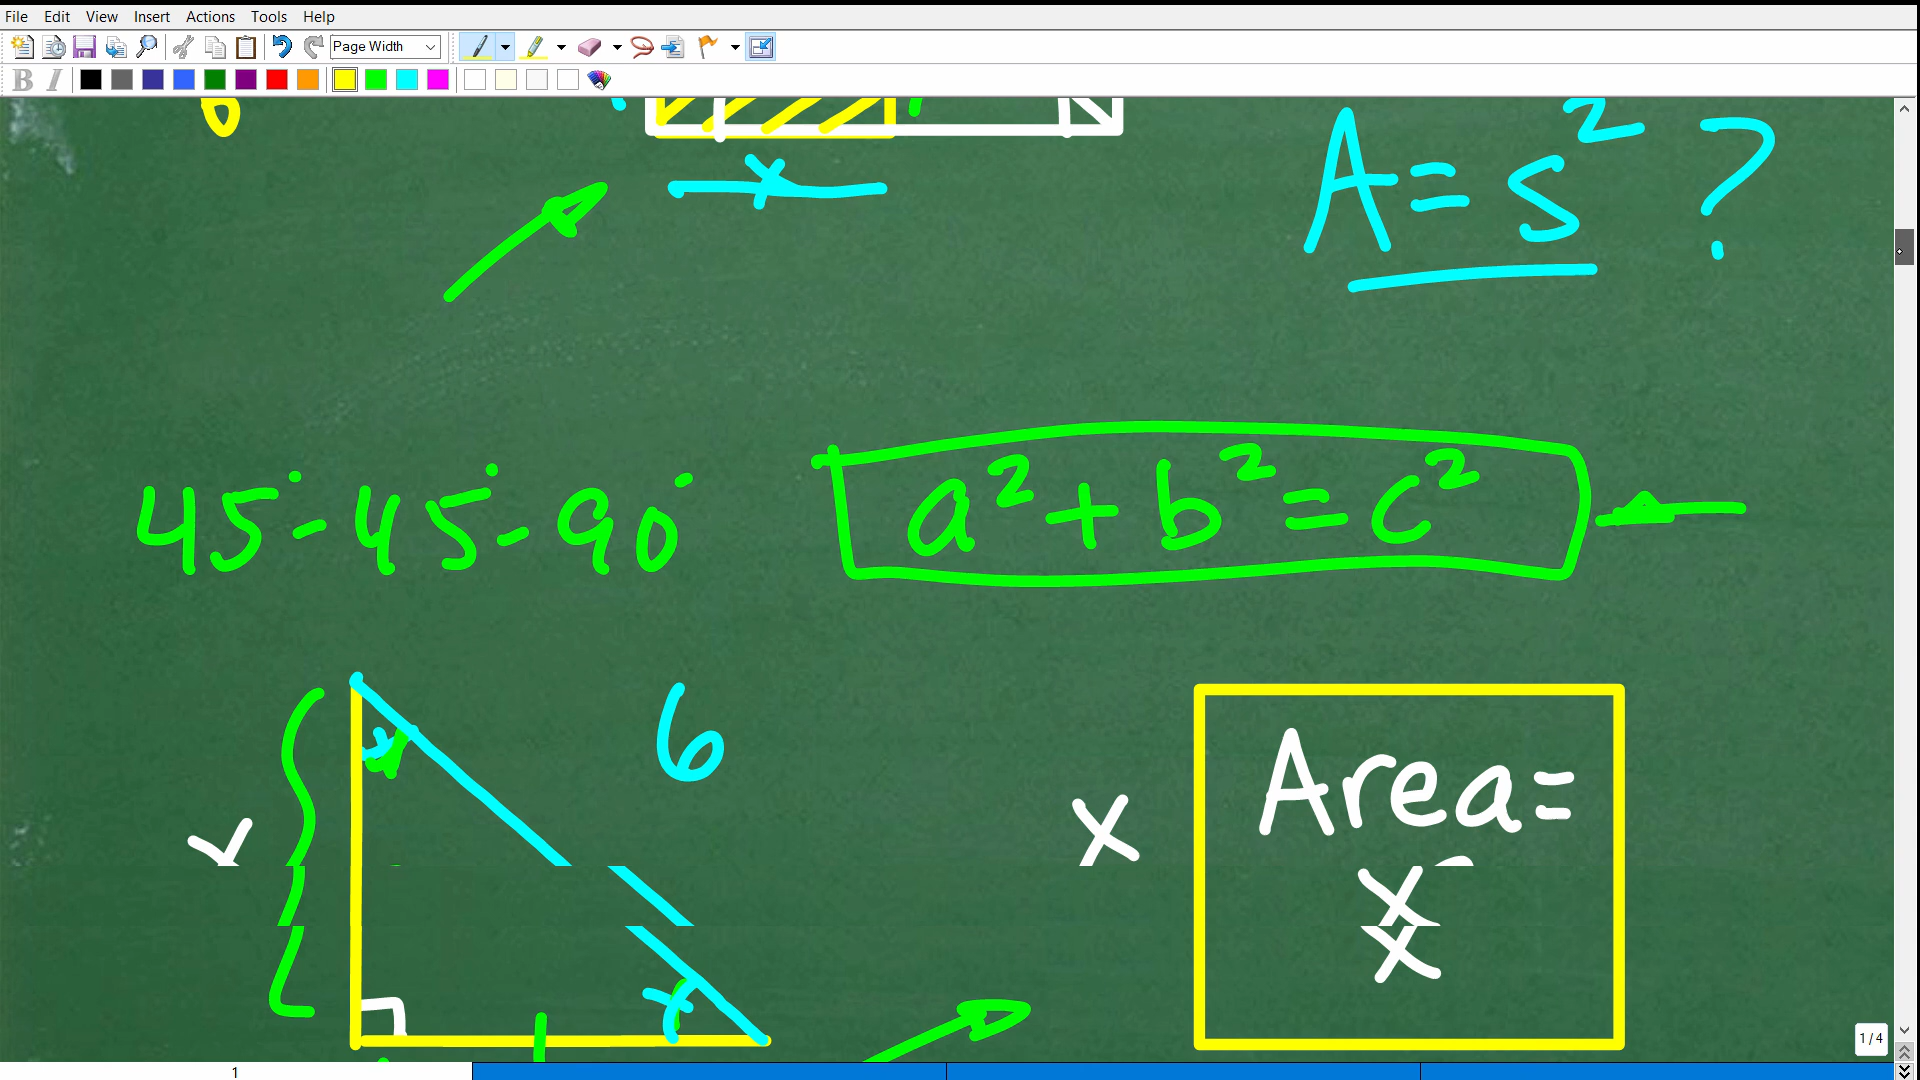 File Edit View Insert Actions Tools Help
Page Width
B I
6
x
A = s² ?
45° - 45° - 90°
a² + b² = c²
6
x
Area =
x
x
1 / 4
1